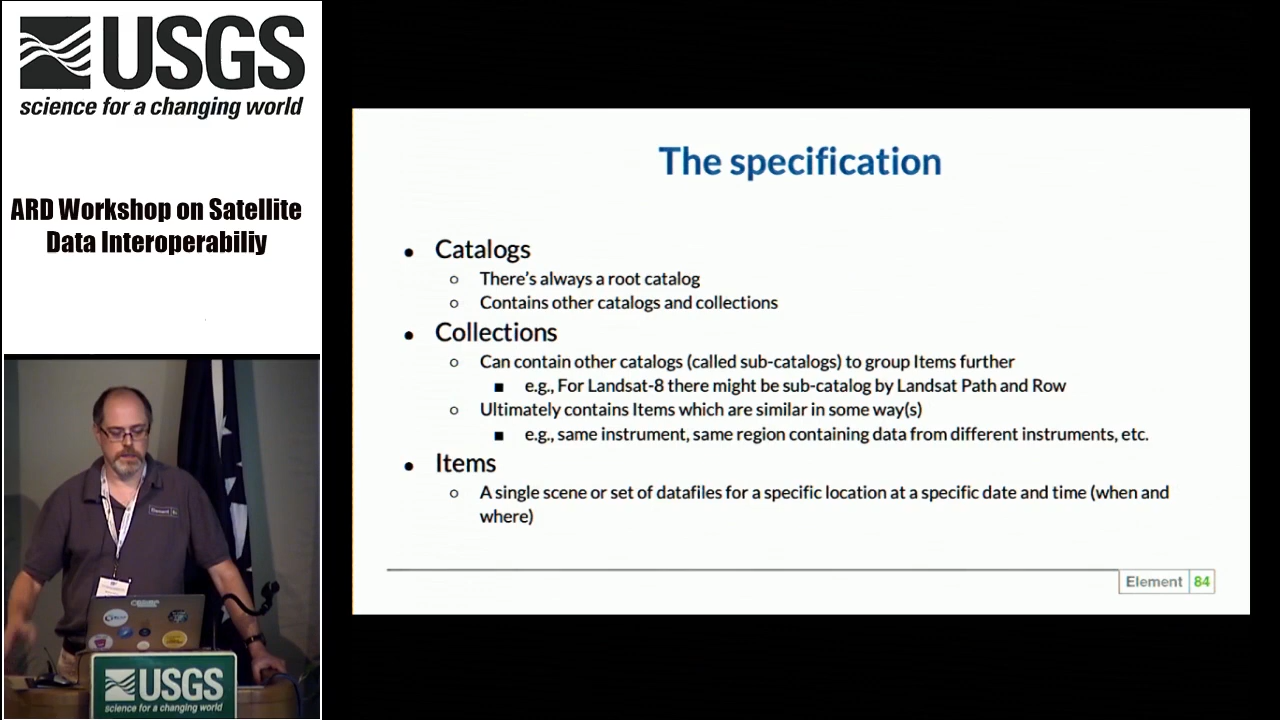 USGS
science for a changing world
ARD Workshop on Satellite
Data Interoperabiliy
The specification
• Catalogs
o There's always a root catalog
o Contains other catalogs and collections
• Collections
o Can contain other catalogs (called sub-catalogs) to group Items further
■ e.g., For Landsat-8 there might be sub-catalog by Landsat Path and Row
o Ultimately contains Items which are similar in some way(s)
■ e.g., same instrument, same region containing data from different instruments, etc.
• Items
o A single scene or set of datafiles for a specific location at a specific date and time (when and
where)
Element 84
USGS
science for a changing world